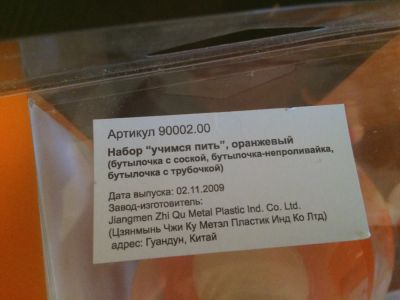 Артикул 90002.00
Набор "учимся пить", оранжевый
(бутылочка с соской, бутылочка-непроливайка,
бутылочка с трубочкой)
Дата выпуска: 02.11.2009
Завод-изготовитель:
Jiangmen Zhi Qu Metal Plastic Ind. Co. Ltd.
(Цзянмынь Чжи Ку Метэл Пластик Инд Ко Лтд)
адрес: Гуандун, Китай